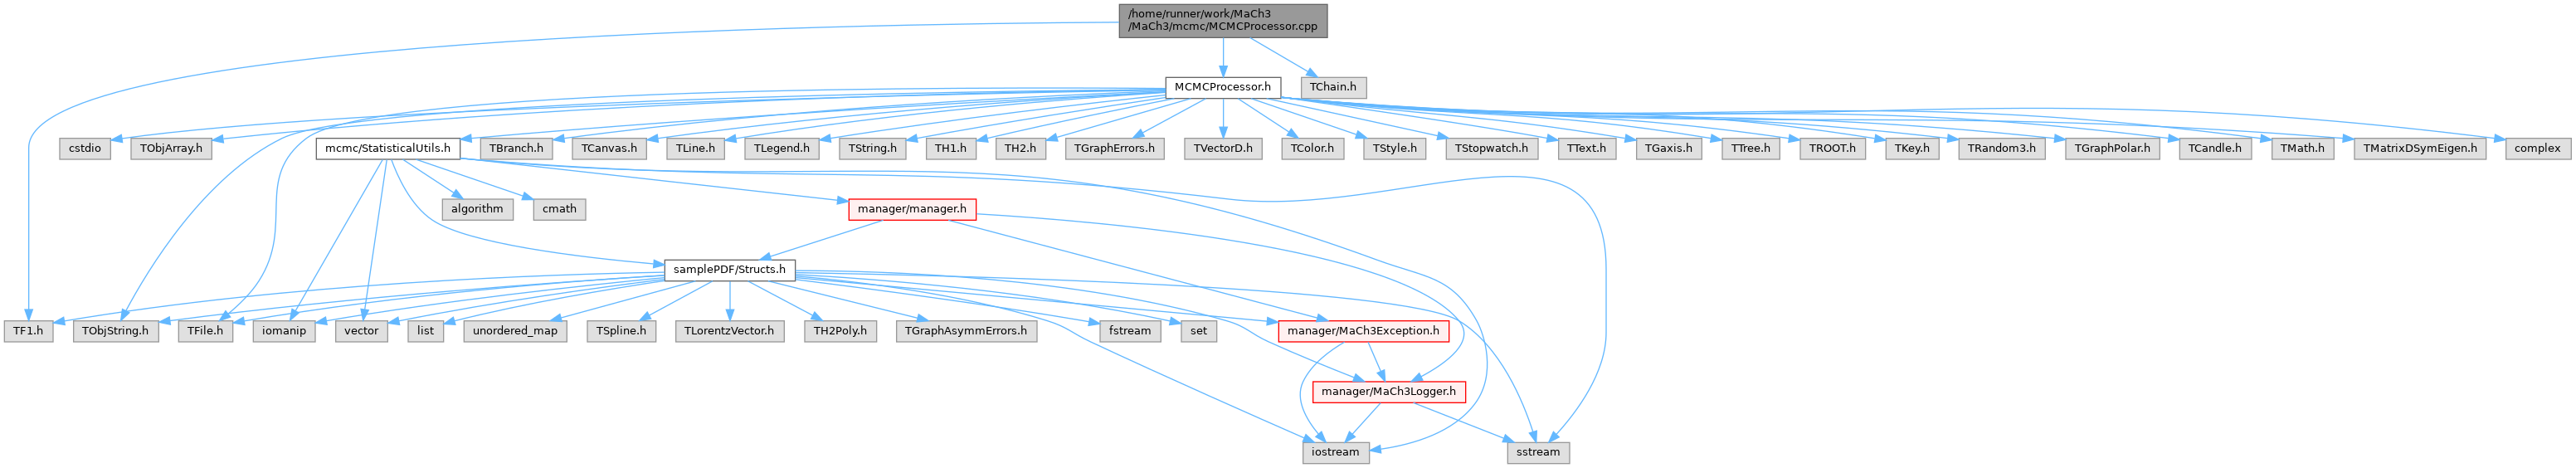 /home/runner/work/MaCh3
/MaCh3/mcmc/MCMCProcessor.cpp
MCMCProcessor.h
TChain.h
cstdio
TObjArray.h
mcmc/StatisticalUtils.h
TBranch.h
TCanvas.h
TLine.h
TLegend.h
TString.h
TH1.h
TH2.h
TGraphErrors.h
TVectorD.h
TColor.h
TStyle.h
TStopwatch.h
TText.h
TGaxis.h
TTree.h
TROOT.h
TKey.h
TRandom3.h
TGraphPolar.h
TCandle.h
TMath.h
TMatrixDSymEigen.h
complex
algorithm
cmath
manager/manager.h
samplePDF/Structs.h
TF1.h
TObjString.h
TFile.h
iomanip
vector
list
unordered_map
TSpline.h
TLorentzVector.h
TH2Poly.h
TGraphAsymmErrors.h
fstream
set
manager/MaCh3Exception.h
manager/MaCh3Logger.h
iostream
sstream